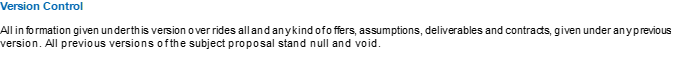 Version Control
All information given under this version over rides all and any kind of offers, assumptions, deliverables and contracts, given under any previous
version. All previous versions of the subject proposal stand null and void.